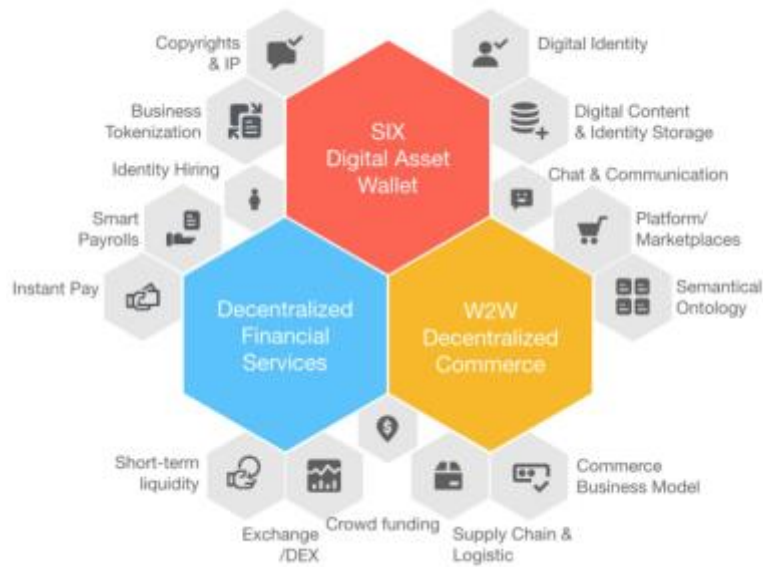 Copyrights
& IP
Digital Identity
Business
Tokenization
SIX
Digital Asset
Wallet
Digital Content
& Identity Storage
Identity Hiring
Chat & Communication
Smart
Payrolls
Platform/
Marketplaces
Instant Pay
Semantical
Ontology
Decentralized
Financial
Services
W2W
Decentralized
Commerce
Short-term
liquidity
Commerce
Business Model
Exchange
/DEX
Crowd funding
Supply Chain &
Logistic